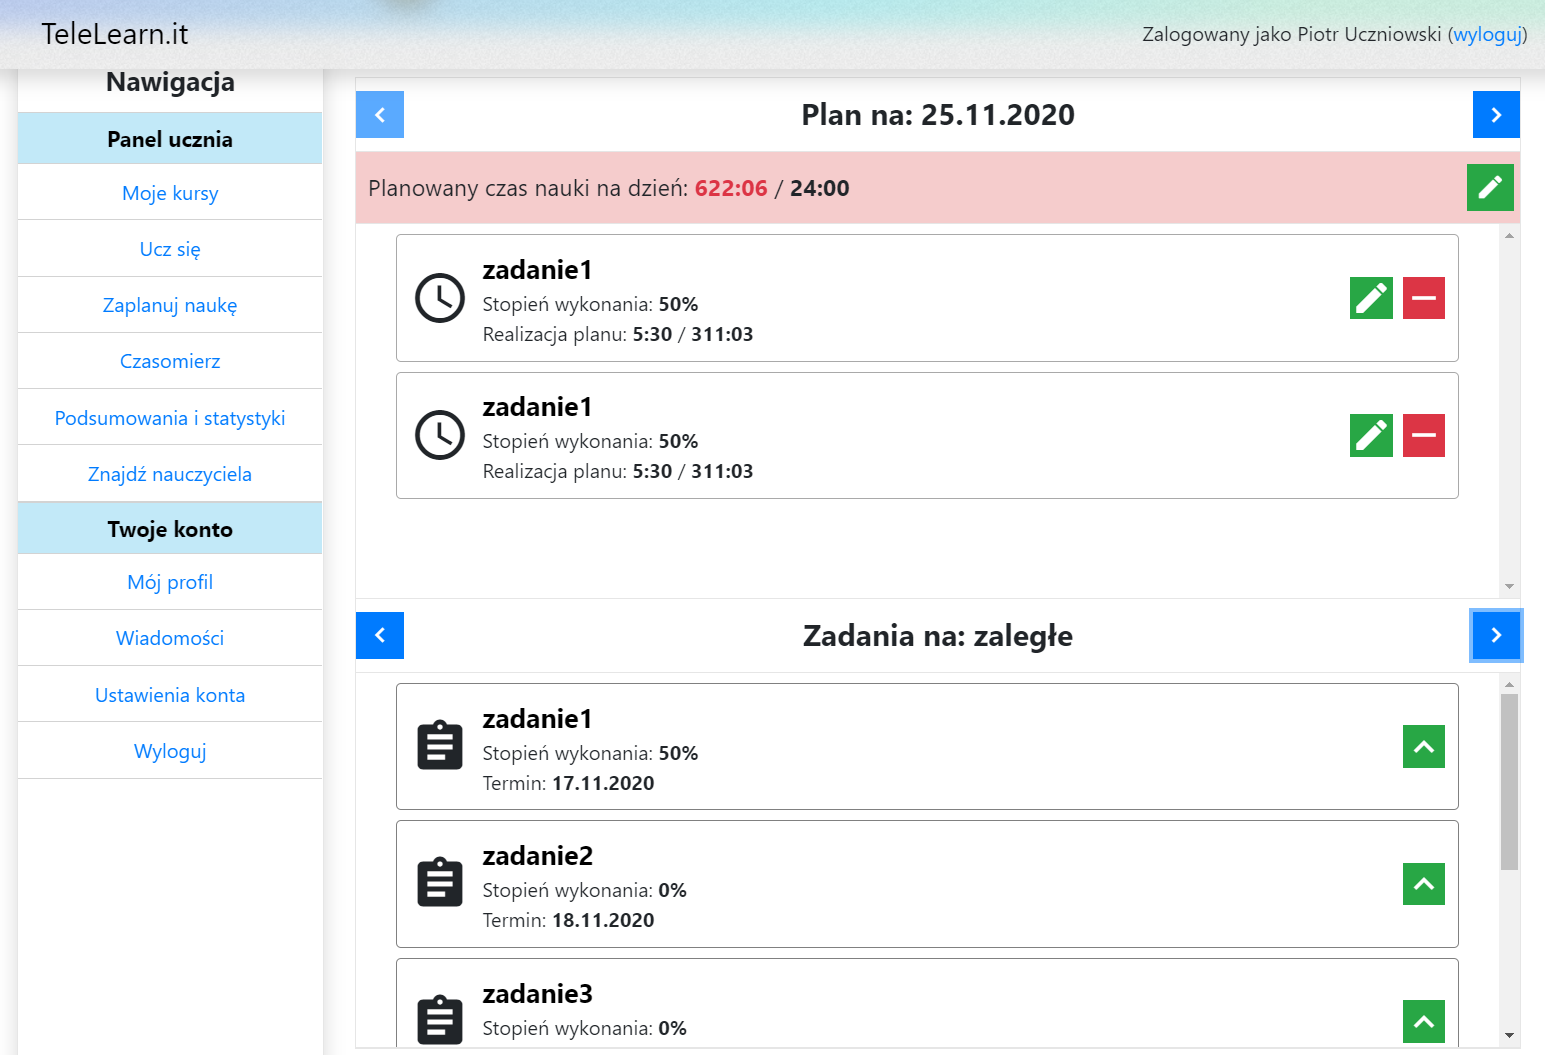 TeleLearn.it
Zalogowany jako Piotr Uczniowski (wyloguj)
Nawigacja
Panel ucznia
Moje kursy
Ucz się
Zaplanuj naukę
Czasomierz
Podsumowania i statystyki
Znajdź nauczyciela
Twoje konto
Mój profil
Wiadomości
Ustawienia konta
Wyloguj
Plan na: 25.11.2020
Planowany czas nauki na dzień: 622:06 / 24:00
zadanie1
Stopień wykonania: 50%
Realizacja planu: 5:30 / 311:03
zadanie1
Stopień wykonania: 50%
Realizacja planu: 5:30 / 311:03
Zadania na: zaległe
zadanie1
Stopień wykonania: 50%
Termin: 17.11.2020
zadanie2
Stopień wykonania: 0%
Termin: 18.11.2020
zadanie3
Stopień wykonania: 0%